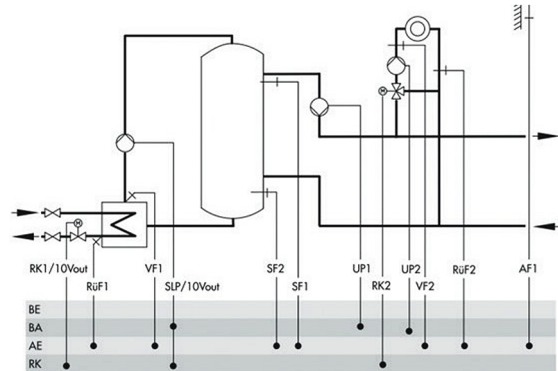 M
M
RK1/10Vout
RüF1
VF1
SLP/10Vout
SF2
SF1
UP1
RK2
UP2
VF2
RüF2
AF1
BE
BA
AE
RK